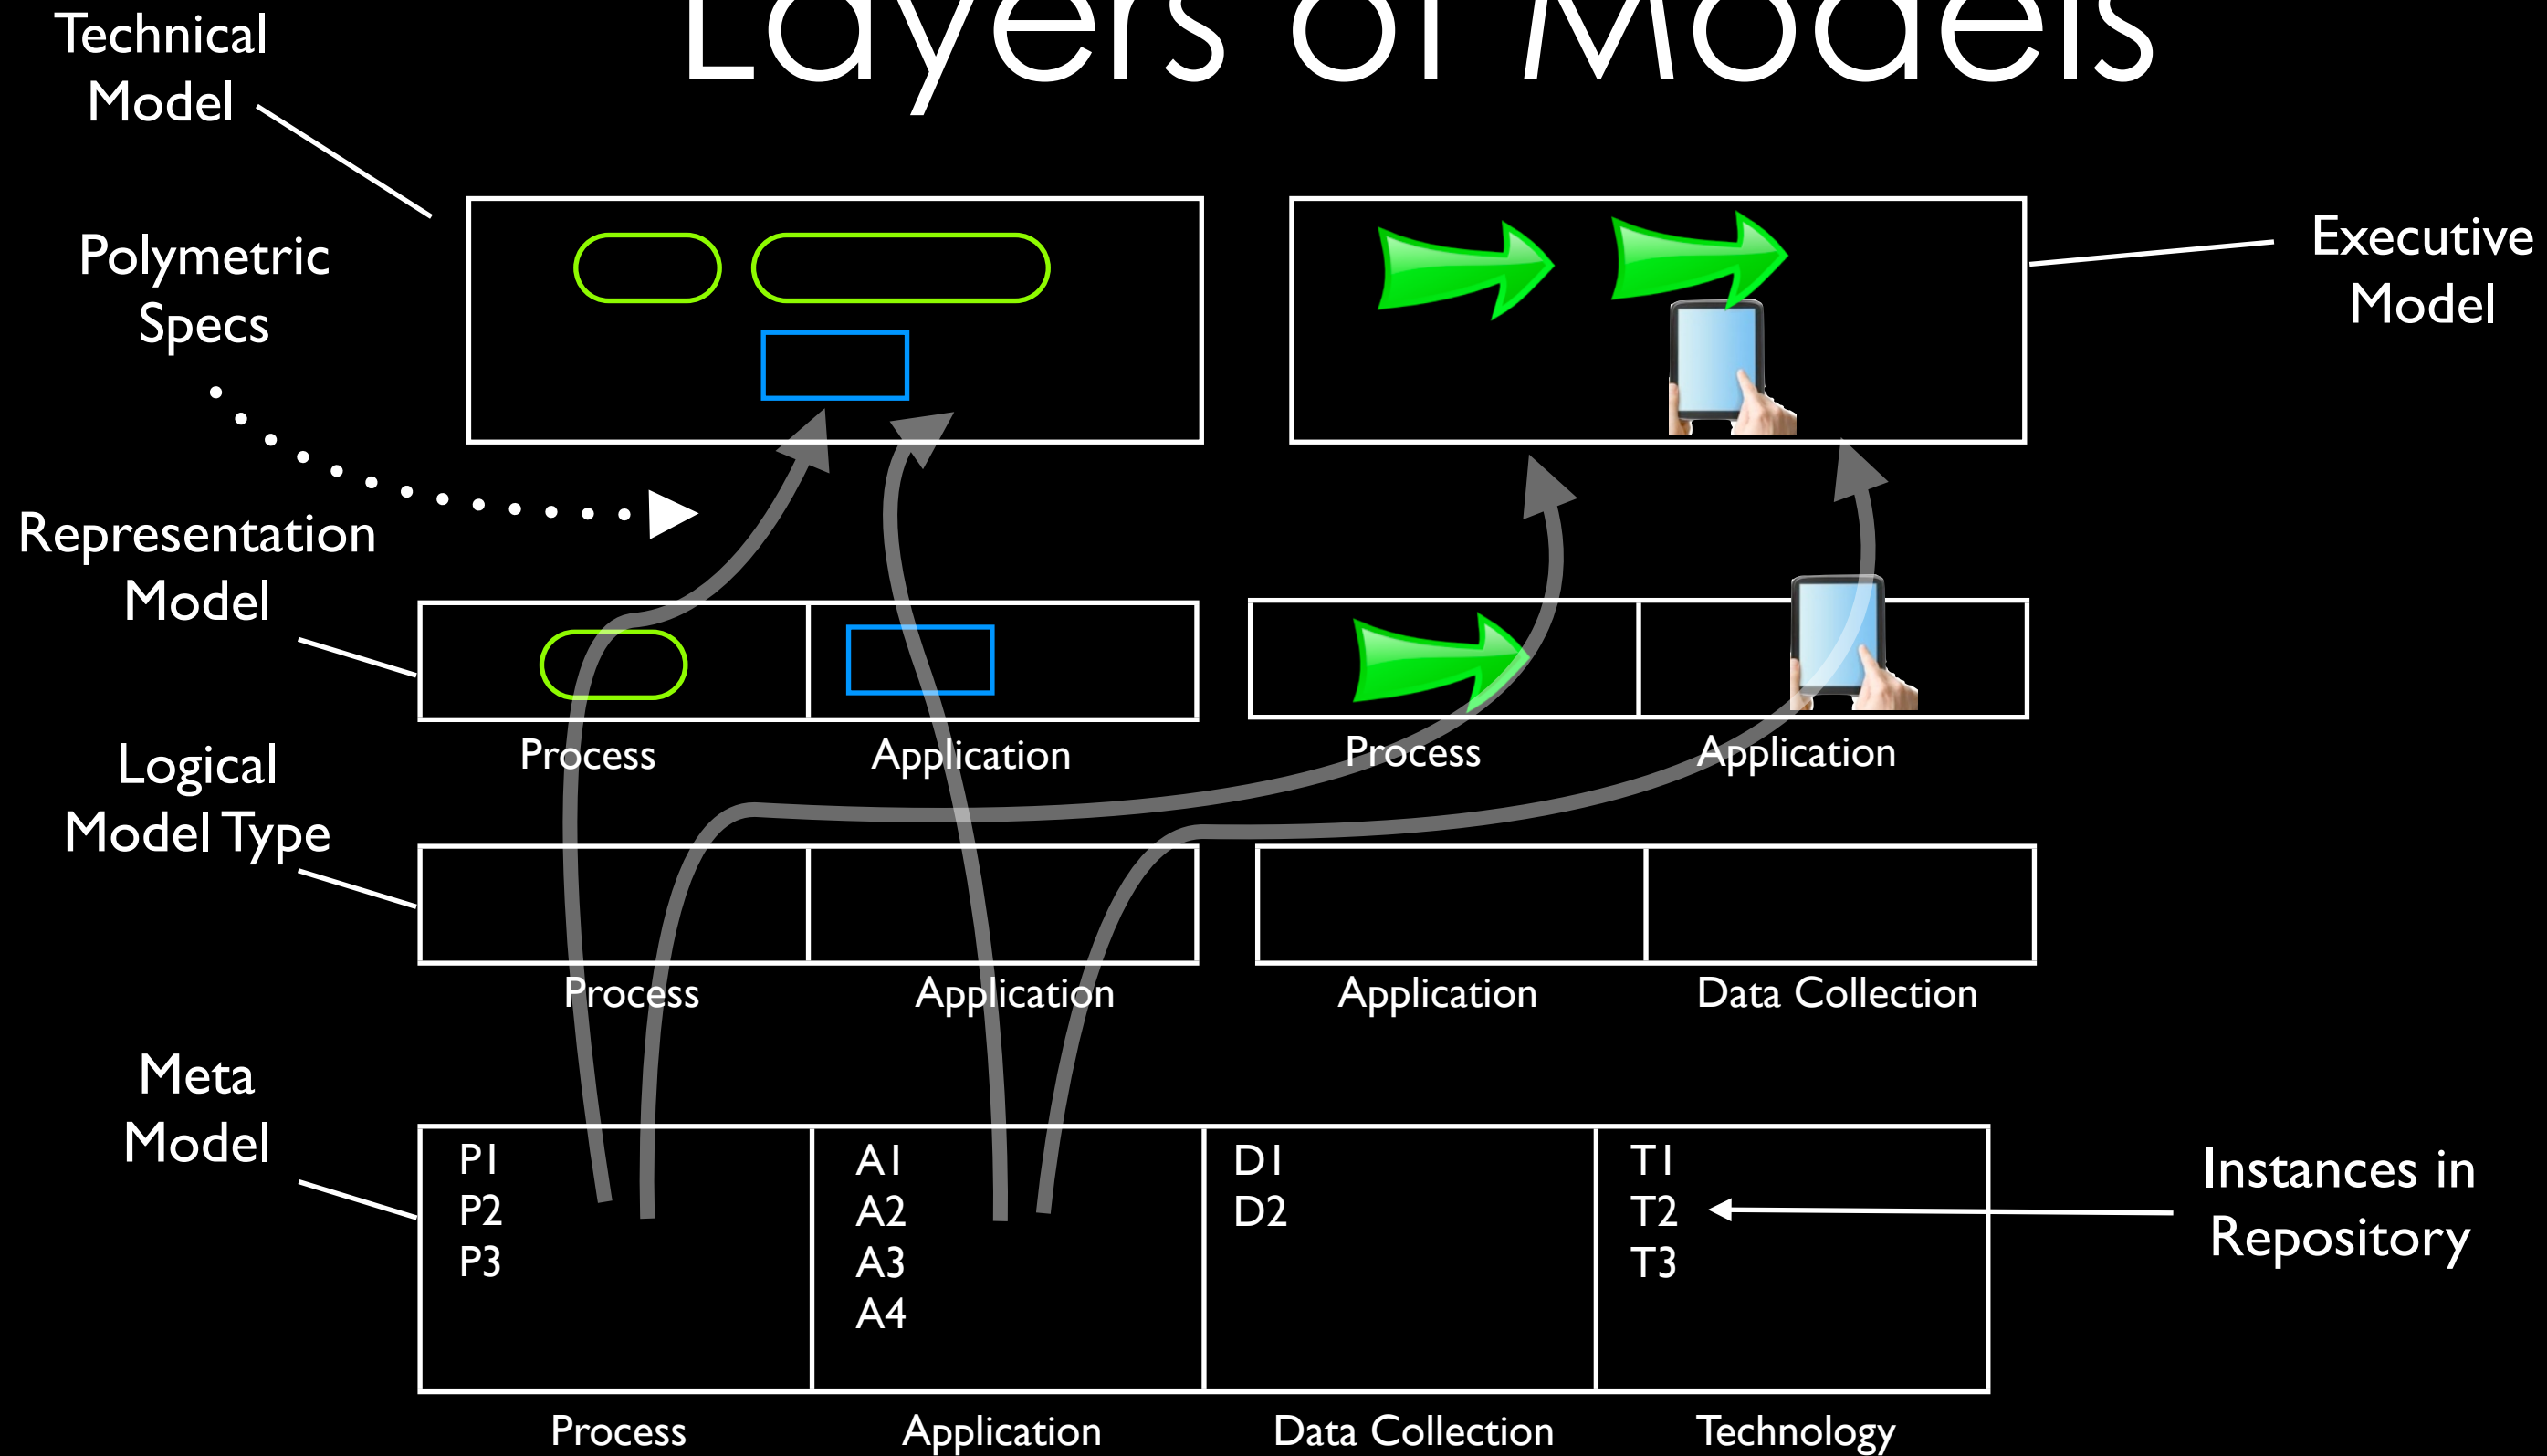 Layers of Models
Technical
Model
Polymetric
Specs
Executive
Model
Representation
Model
Process
Application
Process
Application
Logical
Model Type
Process
Application
Application
Data Collection
Meta
Model
P1
P2
P3
A1
A2
A3
A4
D1
D2
T1
T2
T3
Instances in
Repository
Process
Application
Data Collection
Technology